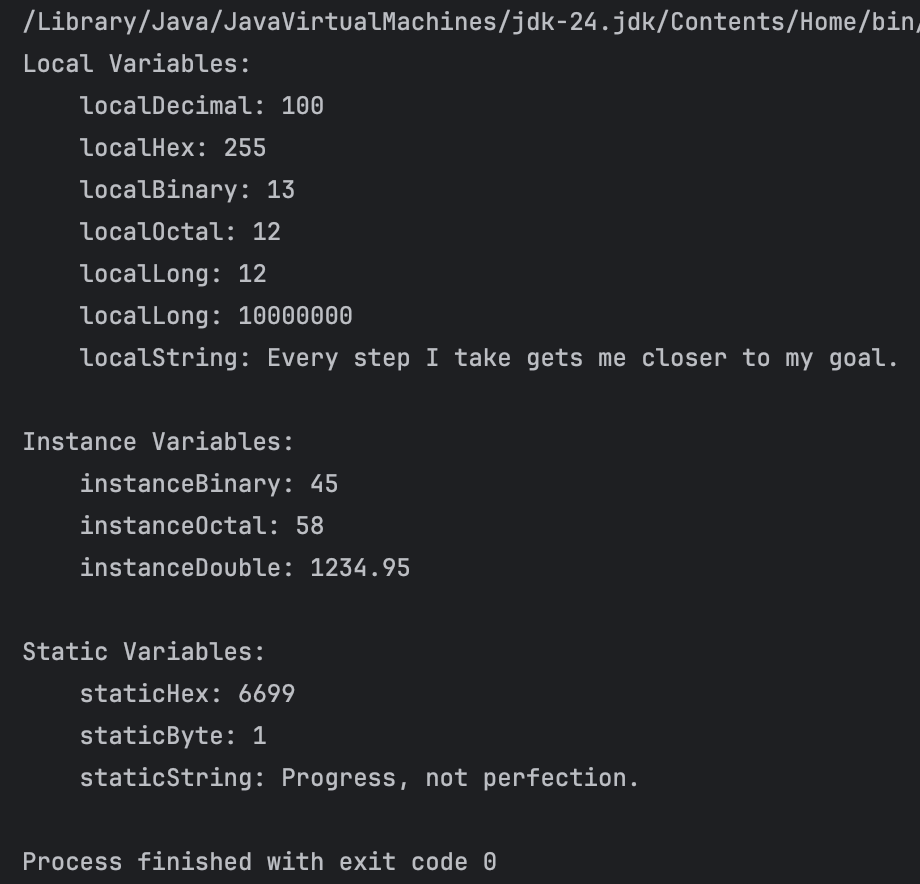 /Library/Java/JavaVirtualMachines/jdk-24.jdk/Contents/Home/bin/
Local Variables:
localDecimal: 100
localHex: 255
localBinary: 13
localOctal: 12
localLong: 12
localLong: 10000000
localString: Every step I take gets me closer to my goal.
Instance Variables:
instanceBinary: 45
instanceOctal: 58
instanceDouble: 1234.95
Static Variables:
staticHex: 6699
staticByte: 1
staticString: Progress, not perfection.
Process finished with exit code 0